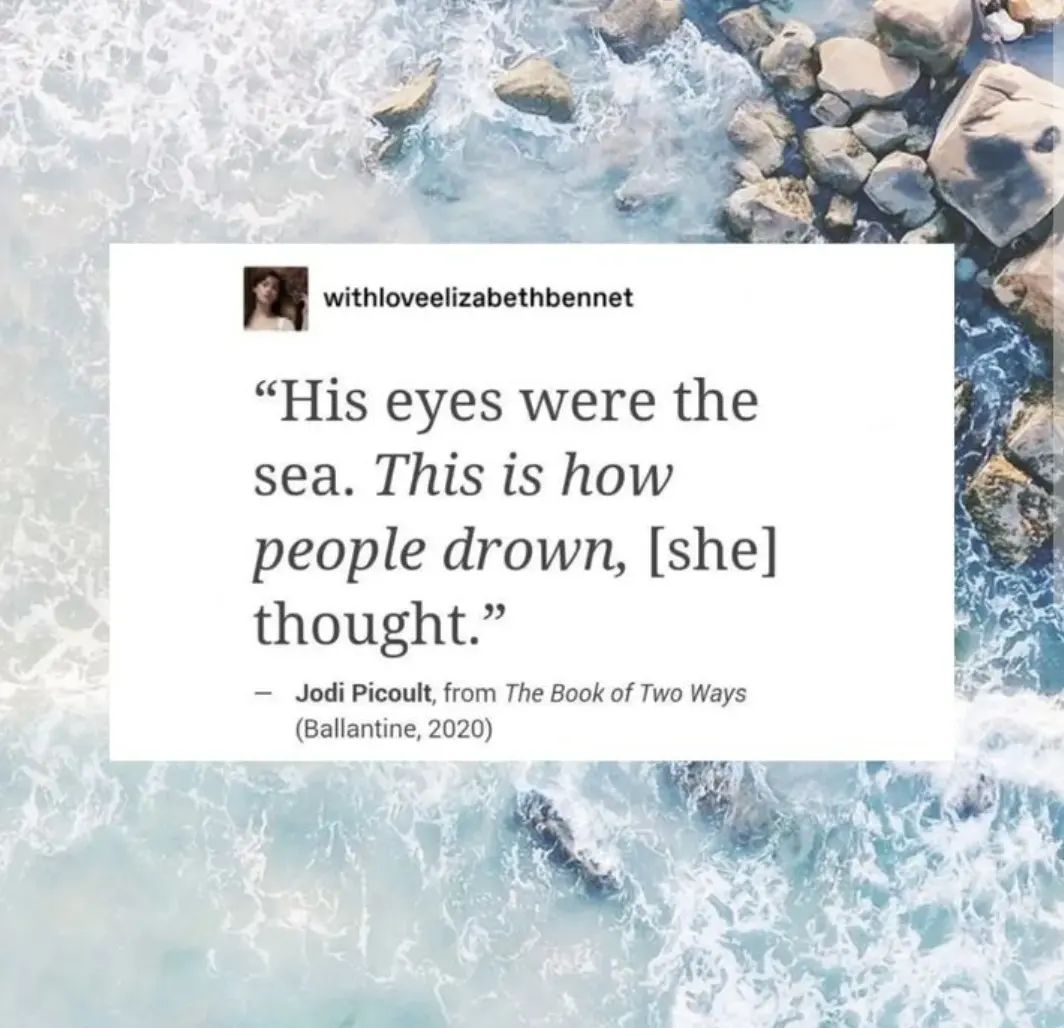 withloveelizabethbennet
“His eyes were the
sea. This is how
people drown, [she]
thought.”
— Jodi Picoult, from The Book of Two Ways
(Ballantine, 2020)